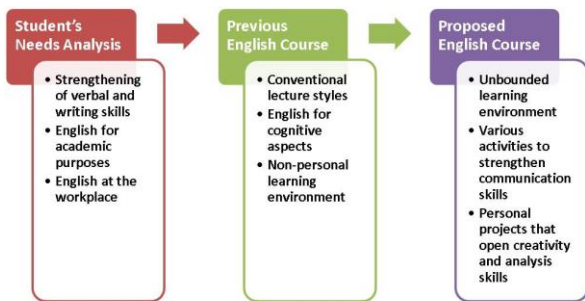 Student's
Needs Analysis
• Strengthening
of verbal and
writing skills
• English for
academic
purposes
• English at the
workplace
Previous
English Course
• Conventional
lecture styles
• English for
cognitive
aspects
• Non-personal
learning
environment
Proposed
English Course
• Unbounded
learning
environment
• Various
activities to
strengthen
communication
skills
• Personal
projects that
open creativity
and analysis
skills